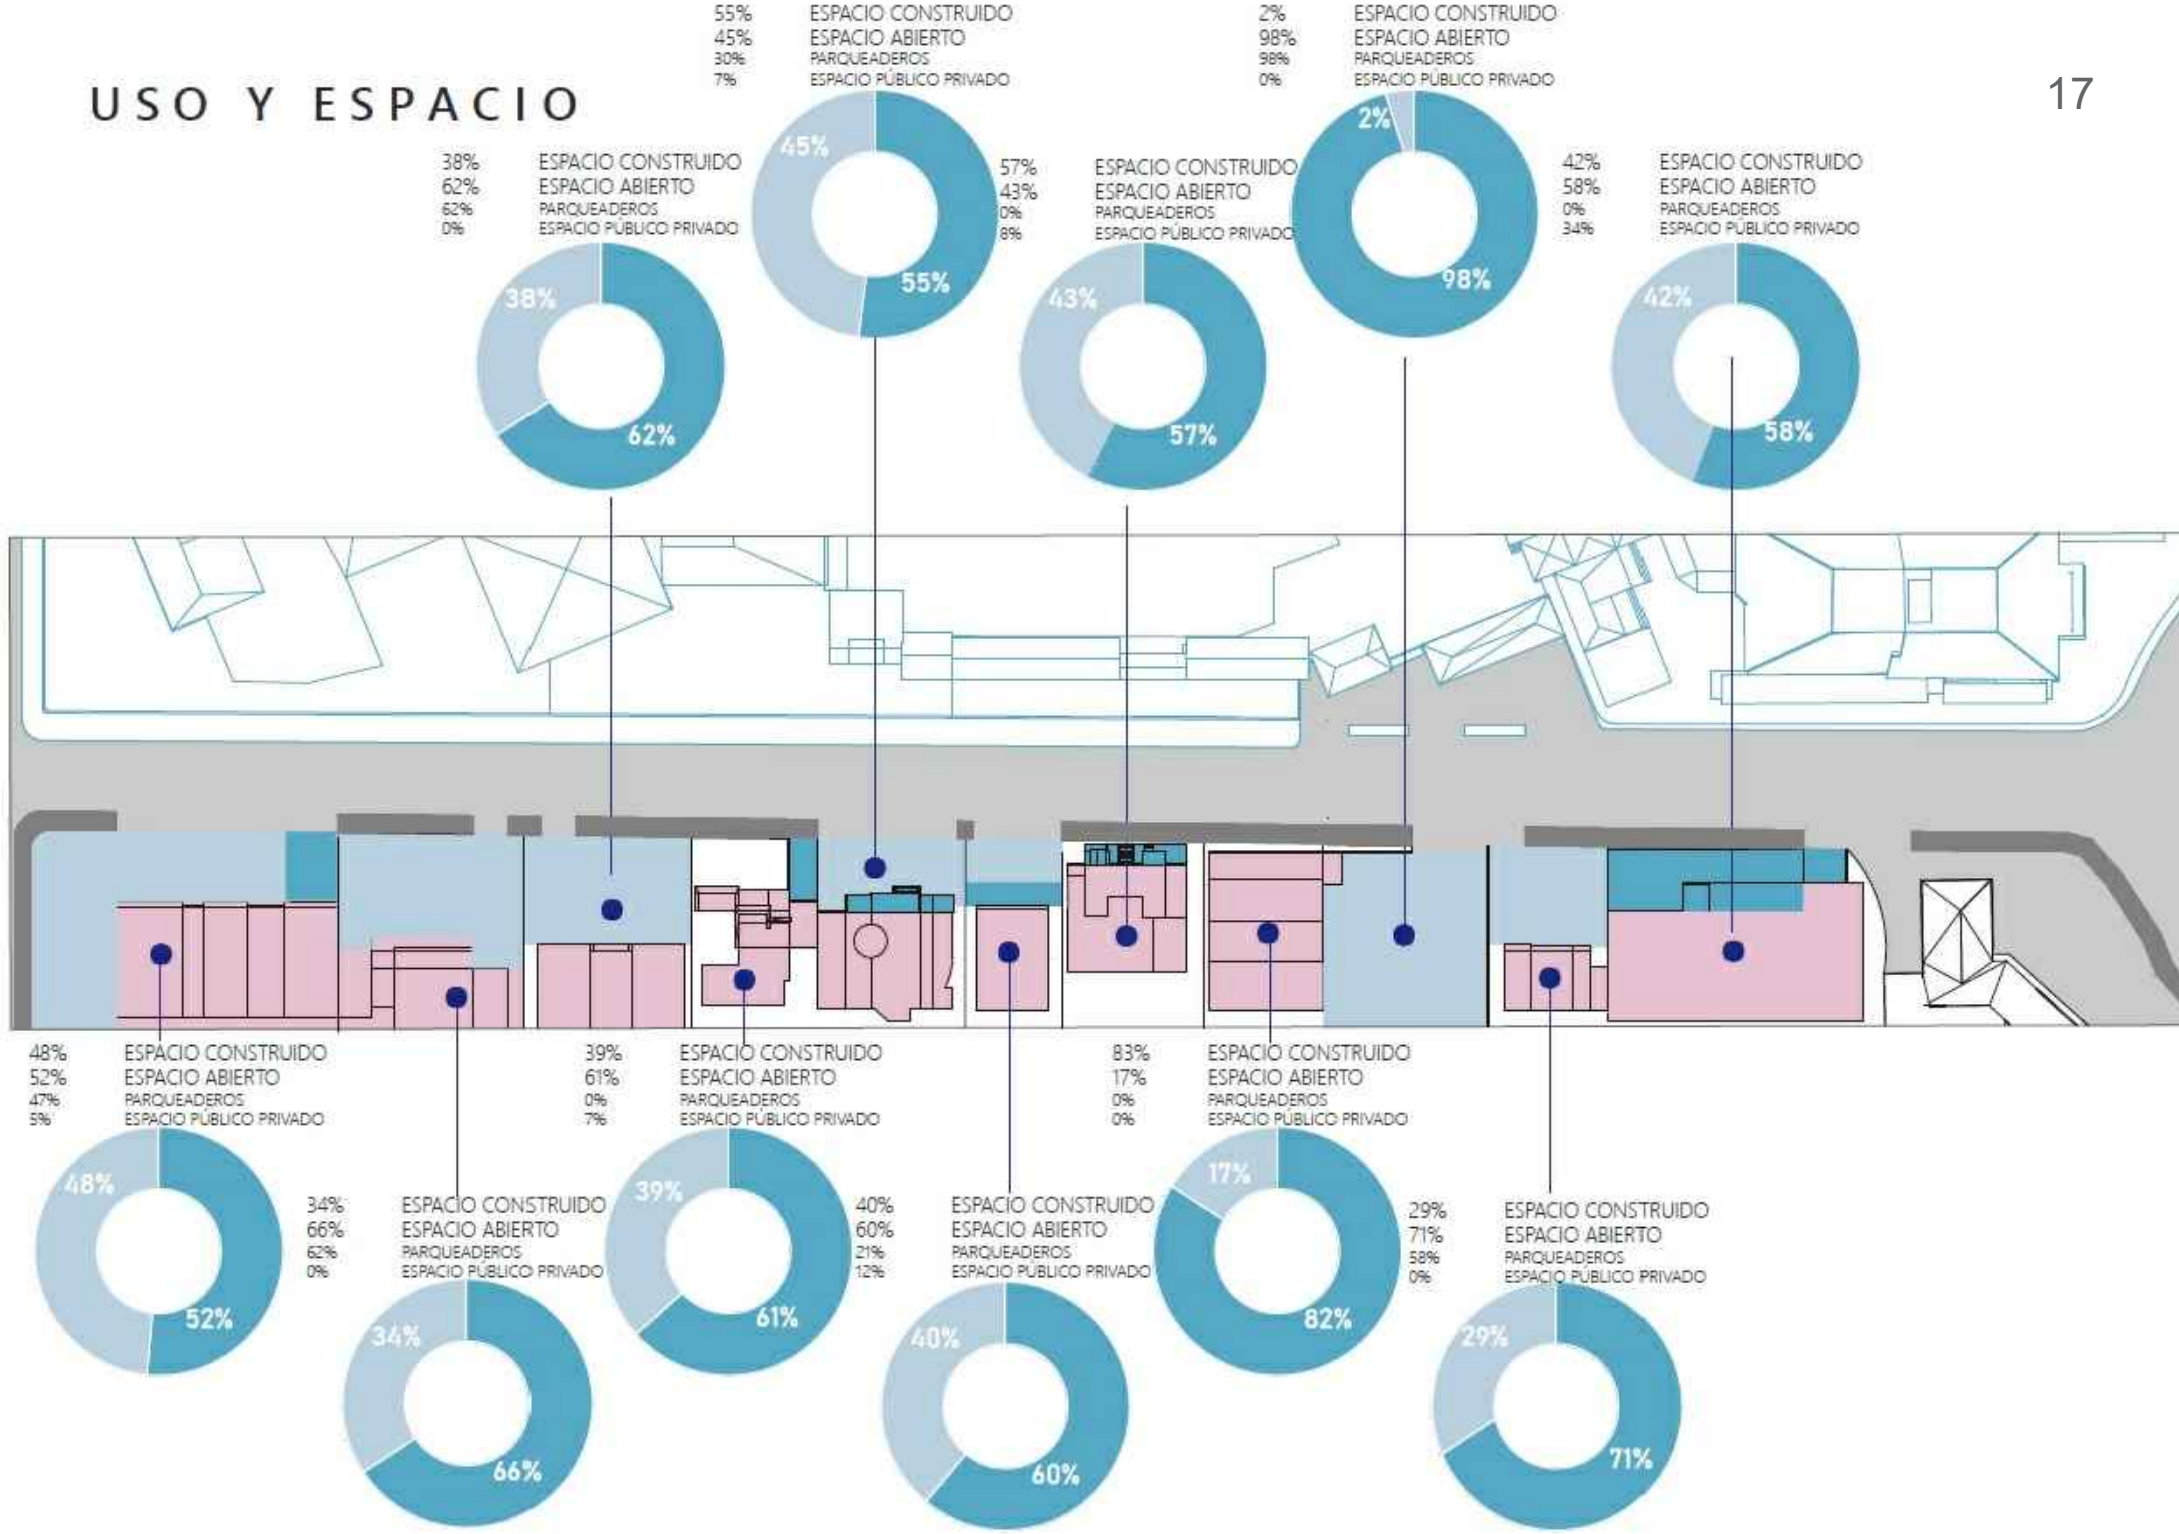 USO Y ESPACIO
17
55% ESPACIO CONSTRUIDO
45% ESPACIO ABIERTO
30% PARQUEADEROS
7% ESPACIO PÚBLICO PRIVADO
45%
55%
2% ESPACIO CONSTRUIDO
98% ESPACIO ABIERTO
98% PARQUEADEROS
0% ESPACIO PÚBLICO PRIVADO
2%
98%
38% ESPACIO CONSTRUIDO
62% ESPACIO ABIERTO
62% PARQUEADEROS
0% ESPACIO PÚBLICO PRIVADO
38%
62%
57% ESPACIO CONSTRUIDO
43% ESPACIO ABIERTO
0% PARQUEADEROS
8% ESPACIO PÚBLICO PRIVADO
43%
57%
42% ESPACIO CONSTRUIDO
58% ESPACIO ABIERTO
0% PARQUEADEROS
34% ESPACIO PÚBLICO PRIVADO
42%
58%
48% ESPACIO CONSTRUIDO
52% ESPACIO ABIERTO
47% PARQUEADEROS
5% ESPACIO PÚBLICO PRIVADO
48%
52%
39% ESPACIO CONSTRUIDO
61% ESPACIO ABIERTO
0% PARQUEADEROS
7% ESPACIO PÚBLICO PRIVADO
39%
61%
83% ESPACIO CONSTRUIDO
17% ESPACIO ABIERTO
0% PARQUEADEROS
0% ESPACIO PÚBLICO PRIVADO
17%
82%
34% ESPACIO CONSTRUIDO
66% ESPACIO ABIERTO
62% PARQUEADEROS
0% ESPACIO PÚBLICO PRIVADO
34%
66%
40% ESPACIO CONSTRUIDO
60% ESPACIO ABIERTO
21% PARQUEADEROS
12% ESPACIO PÚBLICO PRIVADO
40%
60%
29% ESPACIO CONSTRUIDO
71% ESPACIO ABIERTO
58% PARQUEADEROS
0% ESPACIO PÚBLICO PRIVADO
29%
71%